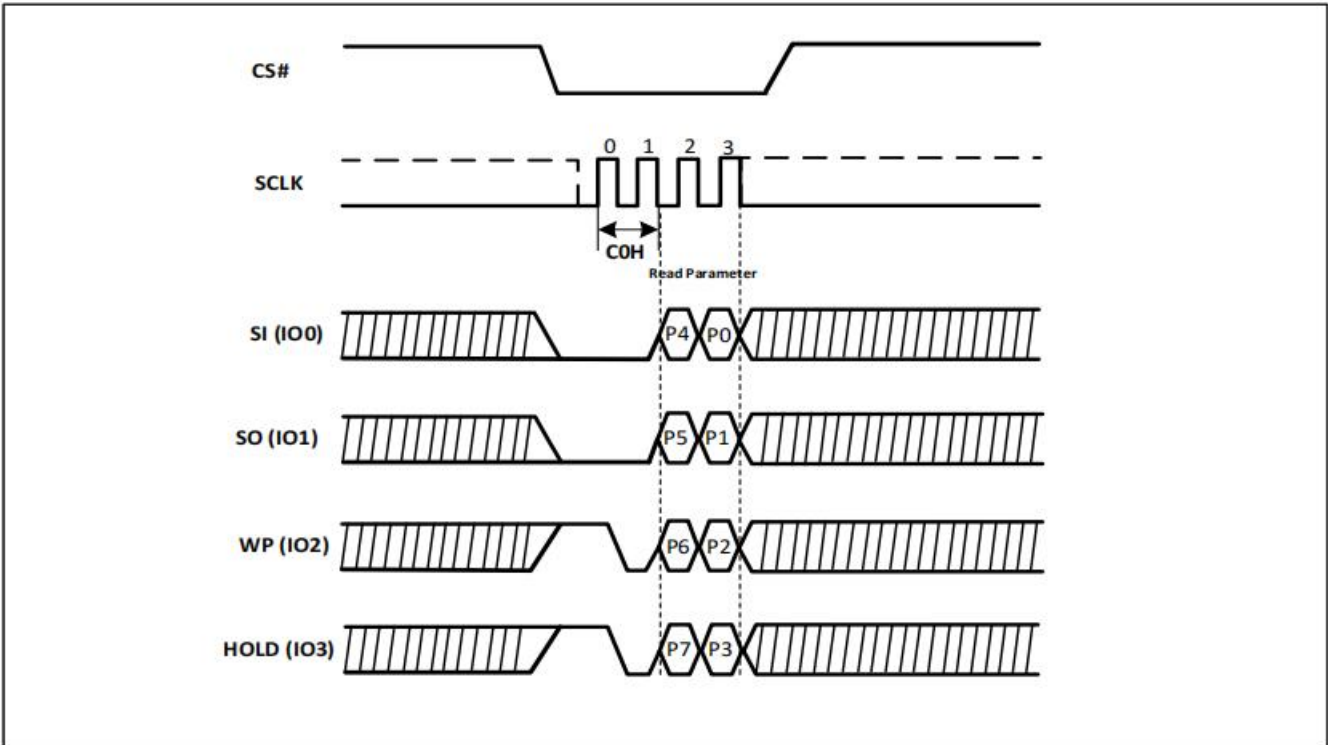 CS#
0 1 2 3
SCLK
C0H
Read Parameter
SI (IO0) P4 P0
SO (IO1) P5 P1
WP (IO2) P6 P2
HOLD (IO3) P7 P3